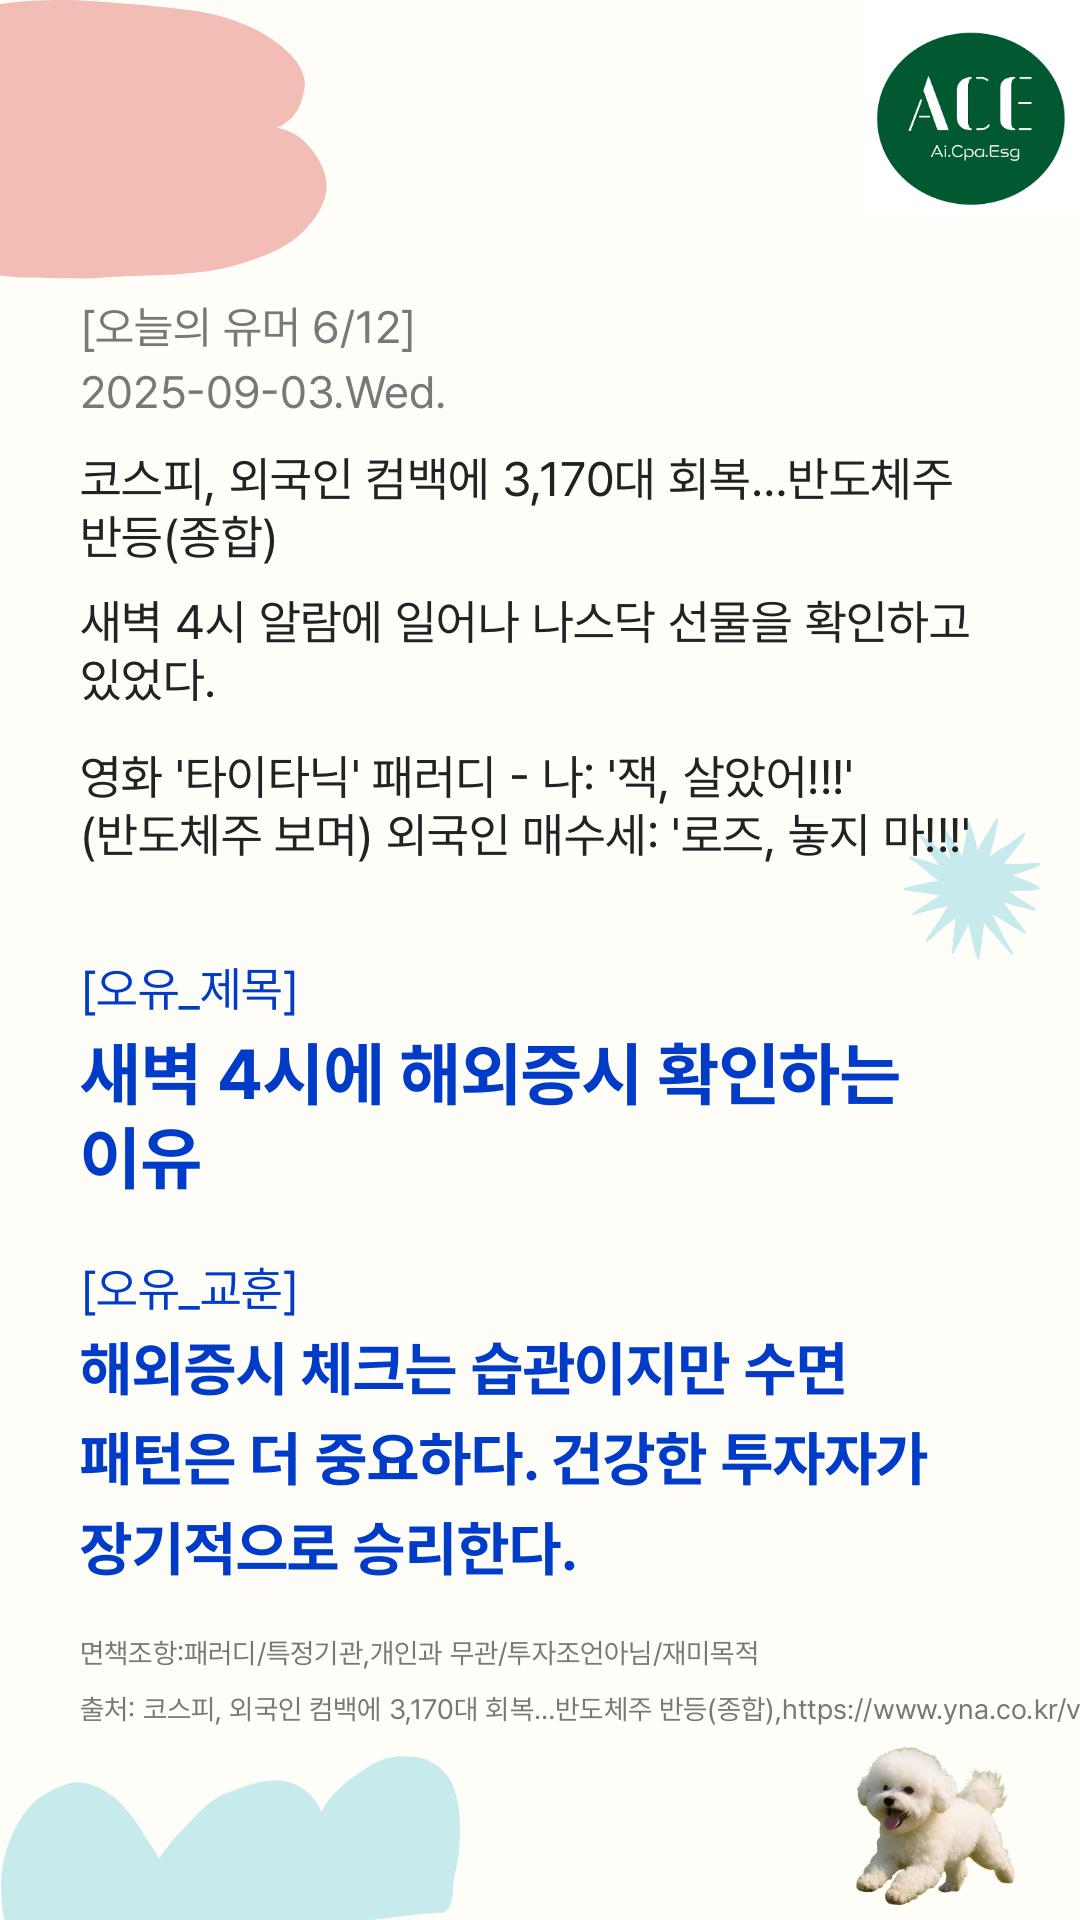 ACE
Ai.Cpa.Esg
[오늘의 유머 6/12]
2025-09-03.Wed.
코스피, 외국인 컴백에 3,170대 회복…반도체주
반등(종합)
새벽 4시 알람에 일어나 나스닥 선물을 확인하고
있었다.
영화 '타이타닉' 패러디 - 나: '잭, 살았어!!!'
(반도체주 보며) 외국인 매수세: '로즈, 놓지 마!!!'
[오유_제목]
새벽 4시에 해외증시 확인하는
이유
[오유_교훈]
해외증시 체크는 습관이지만 수면
패턴은 더 중요하다. 건강한 투자자가
장기적으로 승리한다.
면책조항:패러디/특정기관,개인과 무관/투자조언아님/재미목적
출처: 코스피, 외국인 컴백에 3,170대 회복…반도체주 반등(종합),https://www.yna.co.kr/v